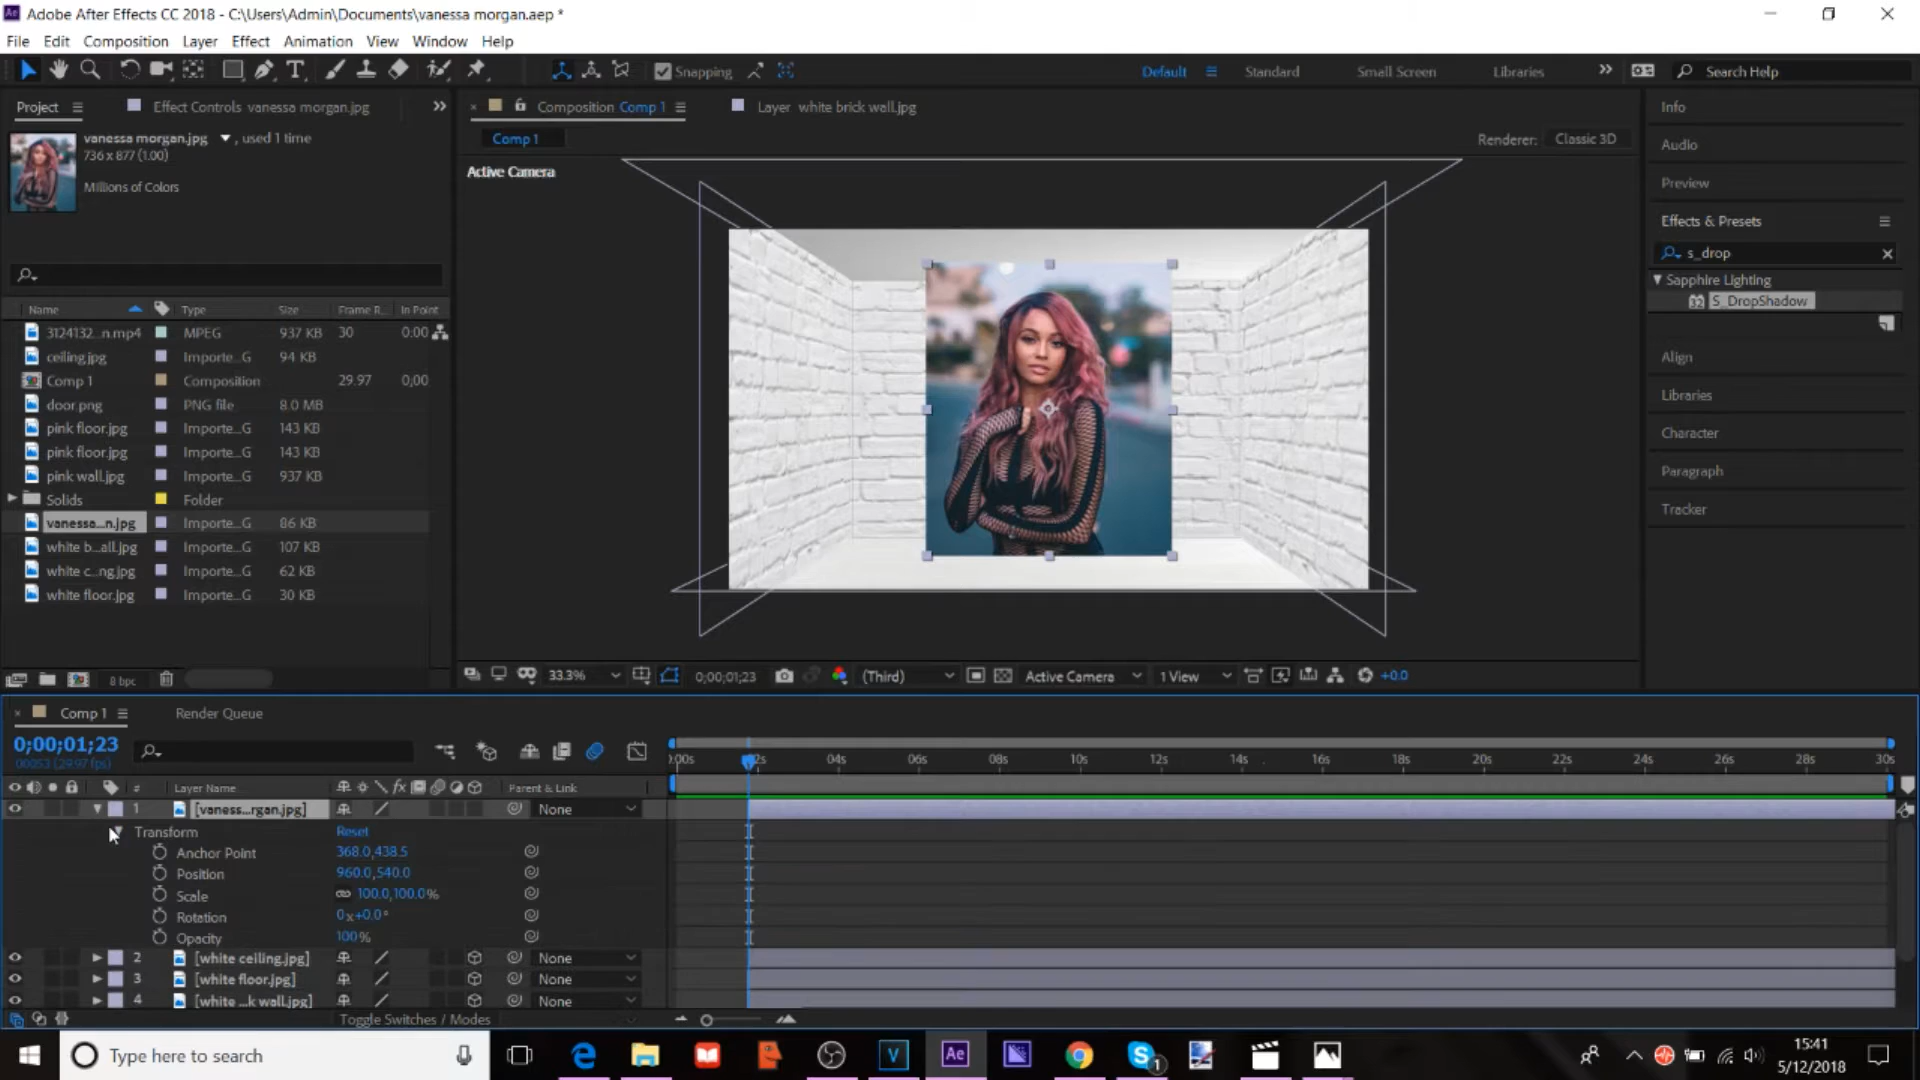 Adobe After Effects CC 2018 - C:\Users\Admin\Documents\vanessa morgan.aep *
File Edit Composition Layer Effect Animation View Window Help
Snapping Default Standard Small Screen Libraries Search Help
Project Effect Controls vanessa morgan.jpg Composition Comp 1 Layer white brick wall.jpg Info
vanessa morgan.jpg , used 1 time
736 x 877 (1.00)
Millions of Colors
Comp 1 Renderer: Classic 3D
Active Camera
Audio
Preview
Effects & Presets
s_drop
Sapphire Lighting
S_DropShadow
Align
Libraries
Character
Paragraph
Tracker
Name Type Size Frame R... In Point
3124132...n.mp4 MPEG 937 KB 30 0:00
ceiling.jpg Importe...G 94 KB
Comp 1 Composition 29.97 0;00
door.png PNG file 8.0 MB
pink floor.jpg Importe...G 143 KB
pink floor.jpg Importe...G 143 KB
pink wall.jpg Importe...G 937 KB
Solids Folder
vanessa...n.jpg Importe...G 86 KB
white b...all.jpg Importe...G 107 KB
white c...ng.jpg Importe...G 62 KB
white floor.jpg Importe...G 30 KB
8 bpc 33.3% 0;00;01;23 (Third) Active Camera 1 View +0.0
Comp 1 Render Queue
0;00;01;23
00053 (29.97 fps)
:00s 2s 04s 06s 08s 10s 12s 14s 16s 18s 20s 22s 24s 26s 28s 30s
# Layer Name fx Parent & Link
1 [vaness...rgan.jpg] None
Transform Reset
Anchor Point 368.0,438.5
Position 960.0,540.0
Scale 100.0,100.0%
Rotation 0x+0.0°
Opacity 100%
2 [white ceiling.jpg] None
3 [white floor.jpg] None
4 [white ...k wall.jpg] None
Toggle Switches / Modes
Type here to search
15:41
5/12/2018